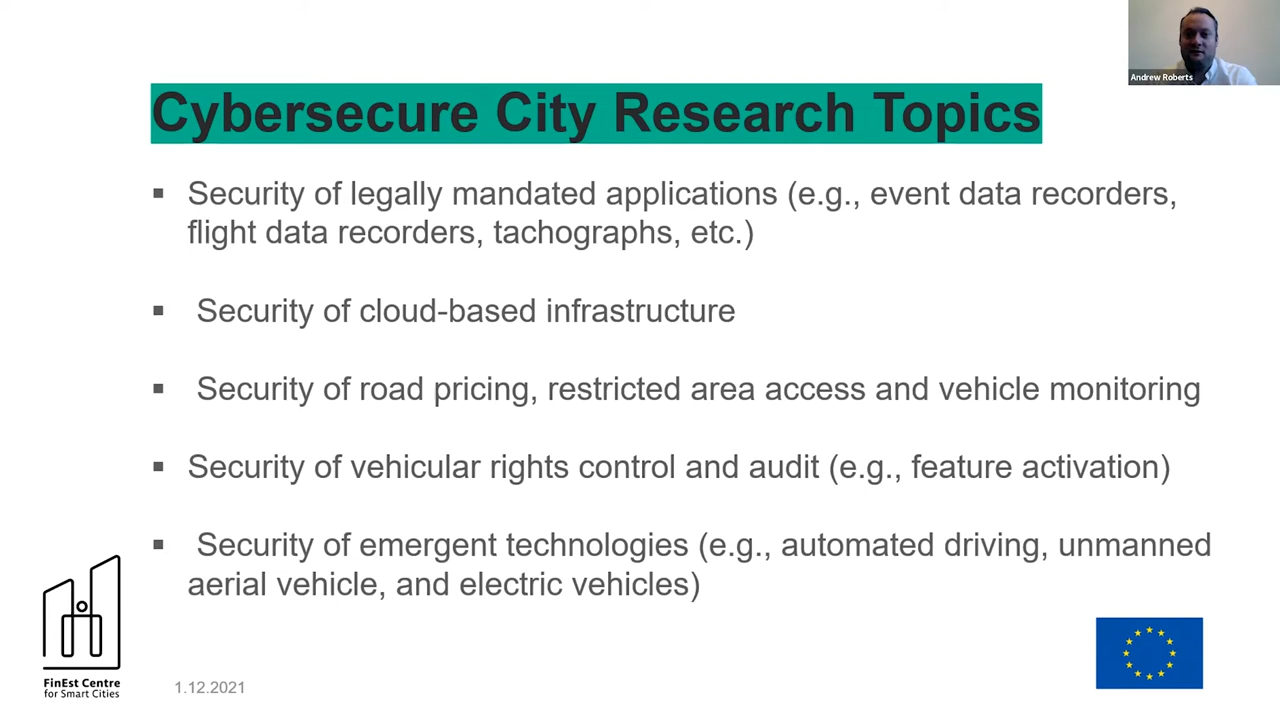 Andrew Roberts
Cybersecure City Research Topics
▪ Security of legally mandated applications (e.g., event data recorders,
flight data recorders, tachographs, etc.)
▪ Security of cloud-based infrastructure
▪ Security of road pricing, restricted area access and vehicle monitoring
▪ Security of vehicular rights control and audit (e.g., feature activation)
▪ Security of emergent technologies (e.g., automated driving, unmanned
aerial vehicle, and electric vehicles)
FinEst Centre
for Smart Cities
1.12.2021